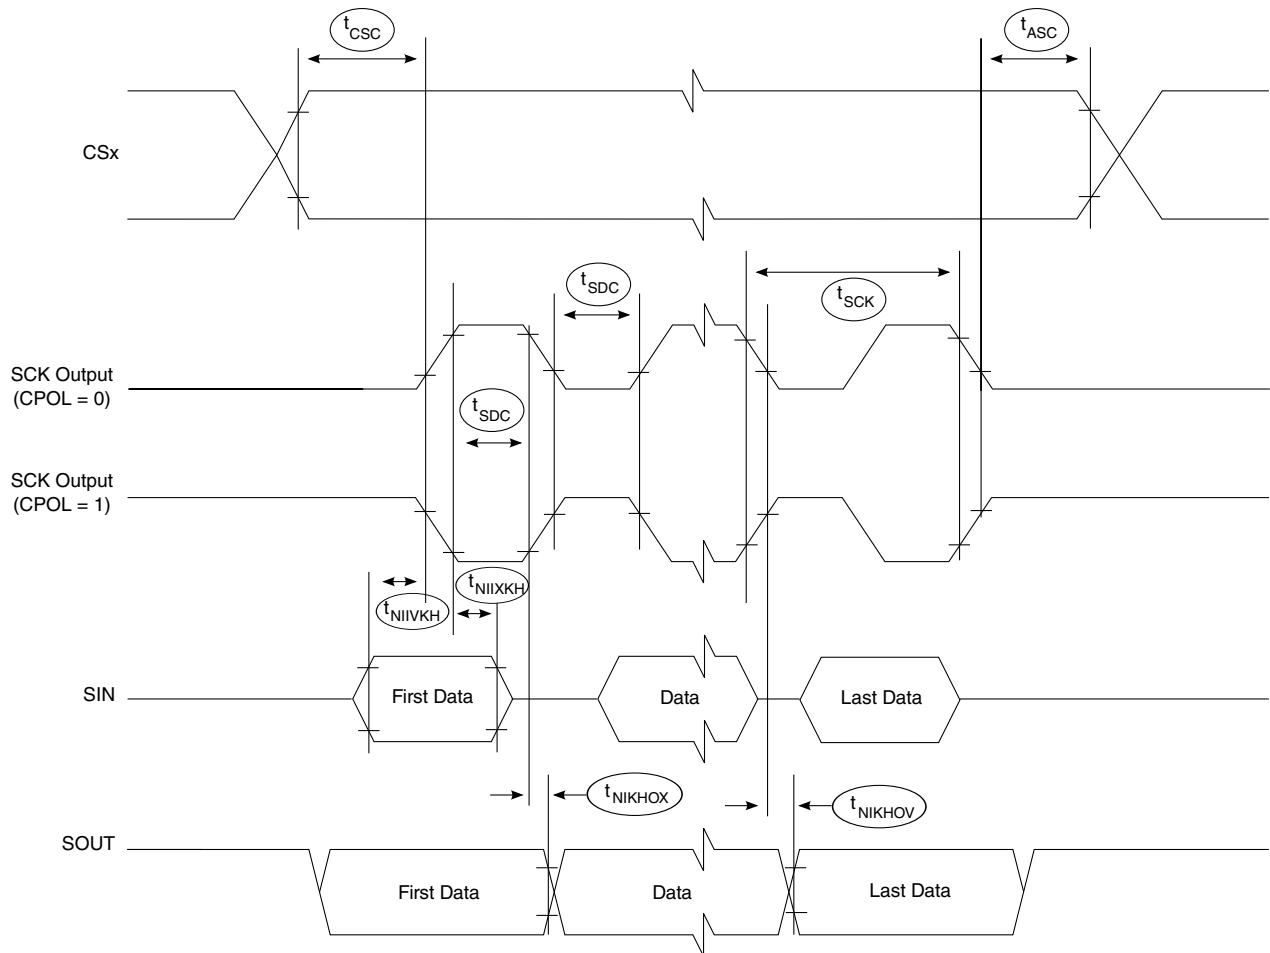 tCSC
tASC
CSx
tSDC
tSCK
SCK Output
(CPOL = 0)
tSDC
SCK Output
(CPOL = 1)
tNIIVKH
tNIIXKH
SIN
First Data
Data
Last Data
tNIKHOX
tNIKHOV
SOUT
First Data
Data
Last Data